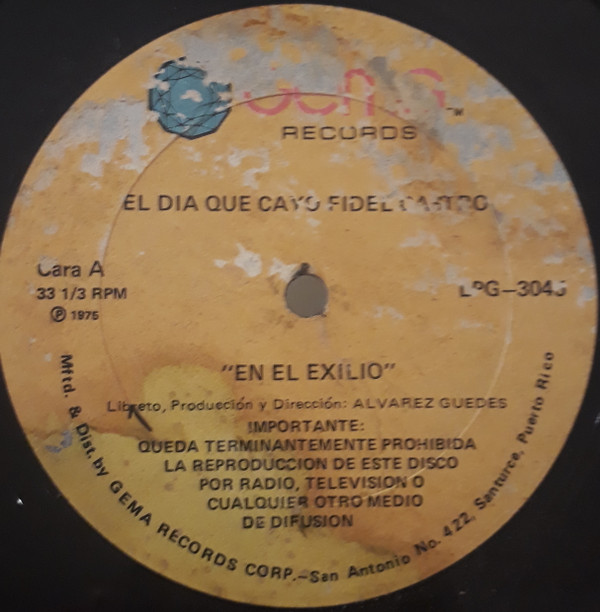 RECORDS
EL DIA QUE CAYO FIDEL CASTRO
Cara A
33 1/3 RPM
℗ 1975
"EN EL EXILIO"
Libreto, Producción y Dirección: ALVAREZ GUEDES
IMPORTANTE:
QUEDA TERMINANTEMENTE PROHIBIDA
LA REPRODUCCION DE ESTE DISCO
POR RADIO, TELEVISION O
CUALQUIER OTRO MEDIO
DE DIFUSION
Mftd. & Dist. by GEMA RECORDS CORP.—San Antonio No. 422, Santurce, Puerto Rico